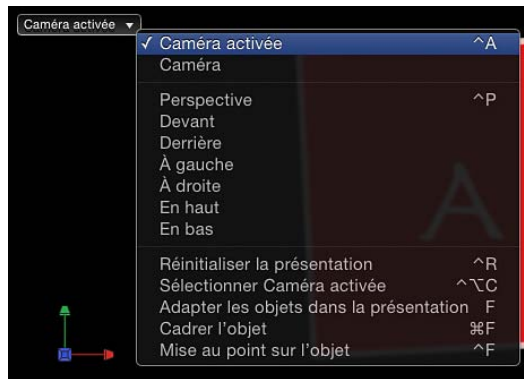 Caméra activée ▼
✓ Caméra activée ^A
Caméra
Perspective ^P
Devant
Derrière
À gauche
À droite
En haut
En bas
Réinitialiser la présentation ^R
Sélectionner Caméra activée ^⌥C
Adapter les objets dans la présentation F
Cadrer l’objet ⌘F
Mise au point sur l’objet ^F
A